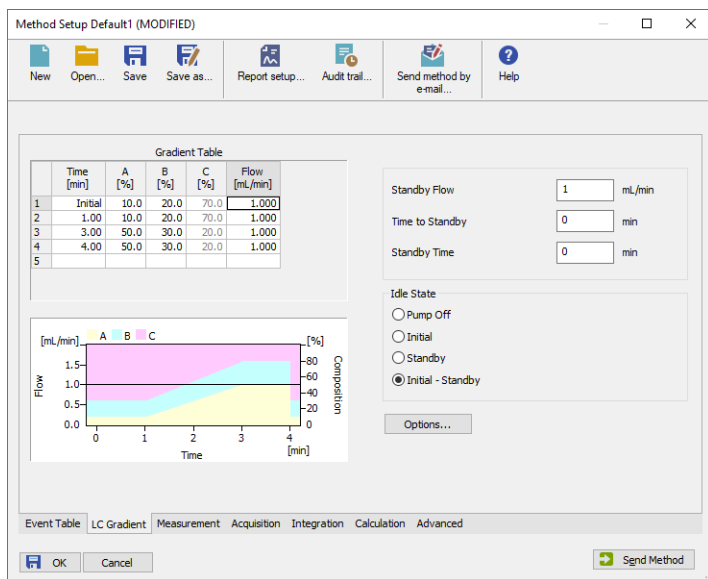 Method Setup Default1 (MODIFIED)
New Open... Save Save as... Report setup... Audit trail... Send method by e-mail... Help
Gradient Table
Time [min] A [%] B [%] C [%] Flow [mL/min]
1 Initial 10.0 20.0 70.0 1.000
2 1.00 10.0 20.0 70.0 1.000
3 3.00 50.0 30.0 20.0 1.000
4 4.00 50.0 30.0 20.0 1.000
5
Standby Flow 1 mL/min
Time to Standby 0 min
Standby Time 0 min
Idle State
Pump Off
Initial
Standby
Initial - Standby
Options...
[mL/min] A B C [%]
1.5 80
1.0 60
0.5 40
0.0 20
0
Flow
Composition
0 1 2 3 4
Time [min]
Event Table LC Gradient Measurement Acquisition Integration Calculation Advanced
OK Cancel Send Method